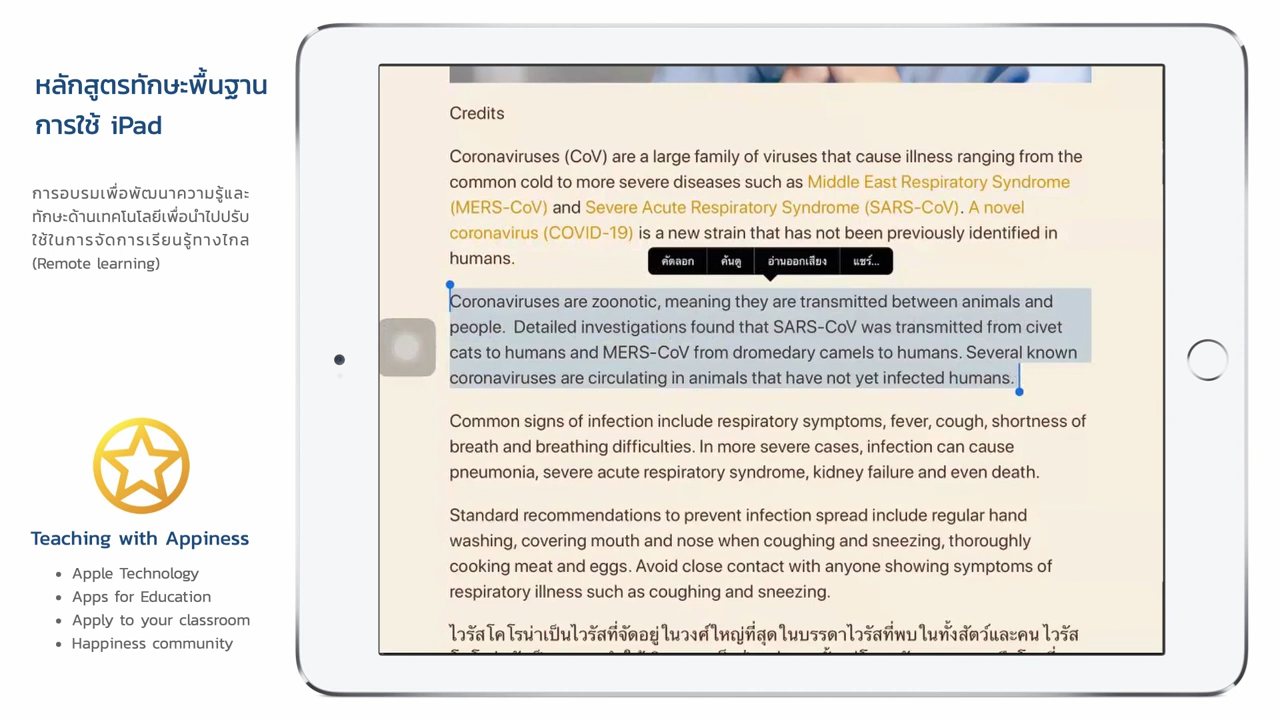 หลักสูตรทักษะพื้นฐาน
การใช้ iPad
การอบรมเพื่อพัฒนาความรู้และ
ทักษะด้านเทคโนโลยีเพื่อนำไปปรับ
ใช้ในการจัดการเรียนรู้ทางไกล
(Remote learning)
Teaching with Appiness
• Apple Technology
• Apps for Education
• Apply to your classroom
• Happiness community
Credits
Coronaviruses (CoV) are a large family of viruses that cause illness ranging from the
common cold to more severe diseases such as Middle East Respiratory Syndrome
(MERS-CoV) and Severe Acute Respiratory Syndrome (SARS-CoV). A novel
coronavirus (COVID-19) is a new strain that has not been previously identified in
humans.
คัดลอก ค้นดู อ่านออกเสียง แชร์...
Coronaviruses are zoonotic, meaning they are transmitted between animals and
people.  Detailed investigations found that SARS-CoV was transmitted from civet
cats to humans and MERS-CoV from dromedary camels to humans. Several known
coronaviruses are circulating in animals that have not yet infected humans.
Common signs of infection include respiratory symptoms, fever, cough, shortness of
breath and breathing difficulties. In more severe cases, infection can cause
pneumonia, severe acute respiratory syndrome, kidney failure and even death.
Standard recommendations to prevent infection spread include regular hand
washing, covering mouth and nose when coughing and sneezing, thoroughly
cooking meat and eggs. Avoid close contact with anyone showing symptoms of
respiratory illness such as coughing and sneezing.
ไวรัสโคโรน่าเป็นไวรัสที่จัดอยู่ในวงศ์ใหญ่ที่สุดในบรรดาไวรัสที่พบในทั้งสัตว์และคน ไวรัส